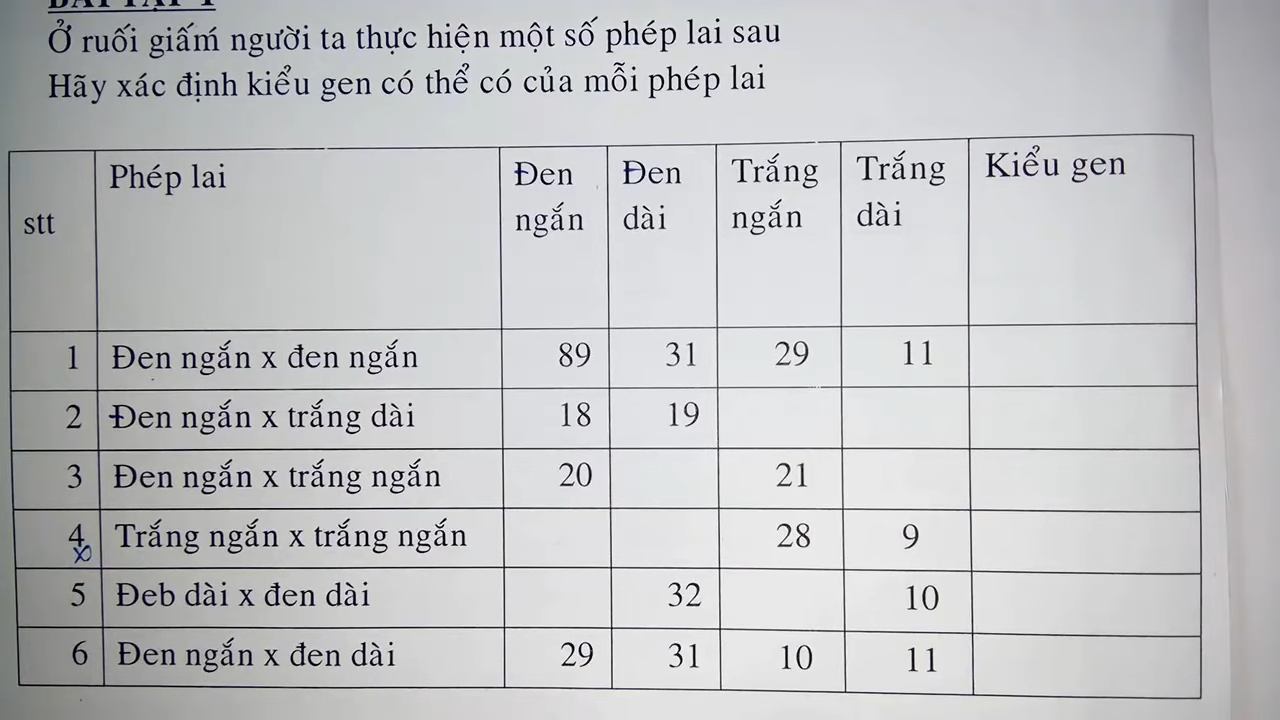 BÀI TẬP 1
Ở ruối giấm người ta thực hiện một số phép lai sau
Hãy xác định kiểu gen có thể có của mỗi phép lai
stt Phép lai Đen ngắn Đen dài Trắng ngắn Trắng dài Kiểu gen
1 Đen ngắn x đen ngắn 89 31 29 11
2 Đen ngắn x trắng dài 18 19
3 Đen ngắn x trắng ngắn 20 21
4 Trắng ngắn x trắng ngắn 28 9
5 Đeb dài x đen dài 32 10
6 Đen ngắn x đen dài 29 31 10 11